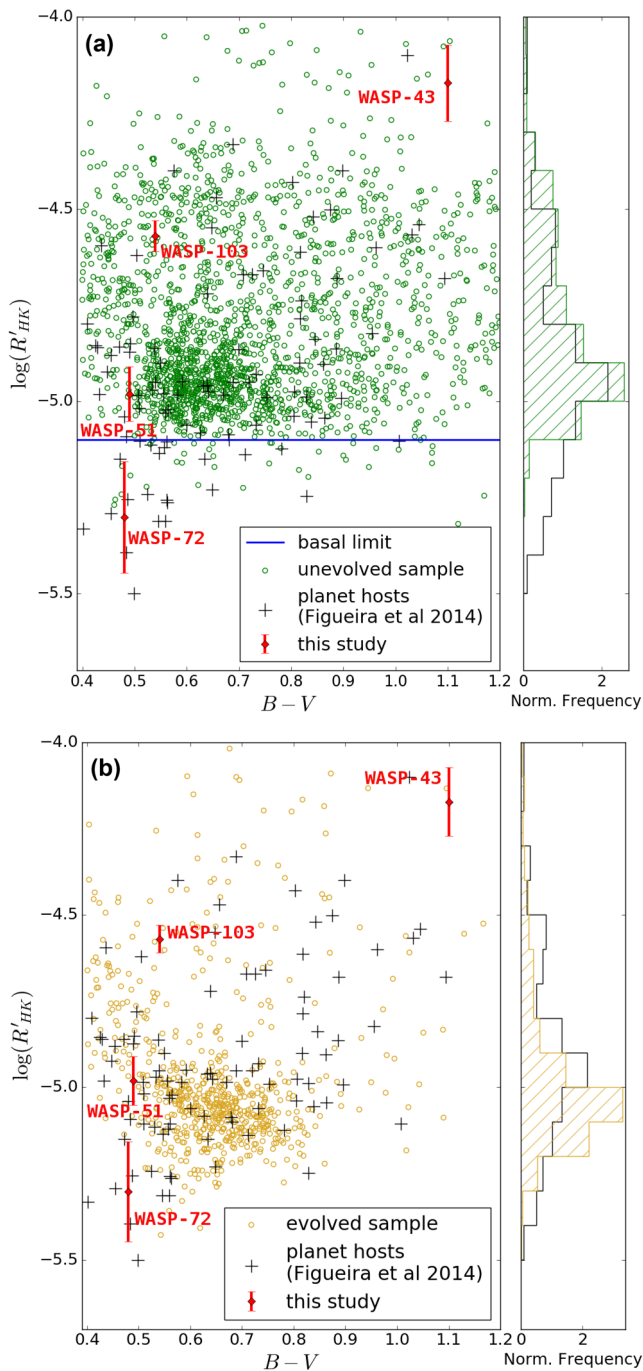 (a)
−4.0
−4.5
−5.0
−5.5
log(R'HK)
WASP-43
WASP-103
WASP-51
WASP-72
basal limit
unevolved sample
planet hosts
(Figueira et al 2014)
this study
0.4 0.5 0.6 0.7 0.8 0.9 1.0 1.1 1.2
B − V
0 2
Norm. Frequency
(b)
−4.0
−4.5
−5.0
−5.5
log(R'HK)
WASP-43
WASP-103
WASP-51
WASP-72
evolved sample
planet hosts
(Figueira et al 2014)
this study
0.4 0.5 0.6 0.7 0.8 0.9 1.0 1.1 1.2
B − V
0 2
Norm. Frequency